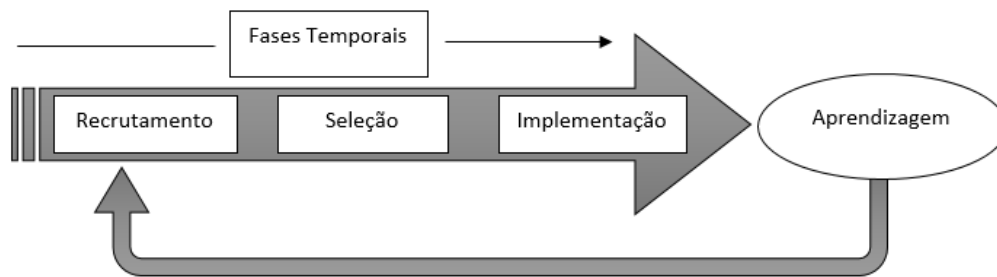 Fases Temporais
Recrutamento
Seleção
Implementação
Aprendizagem